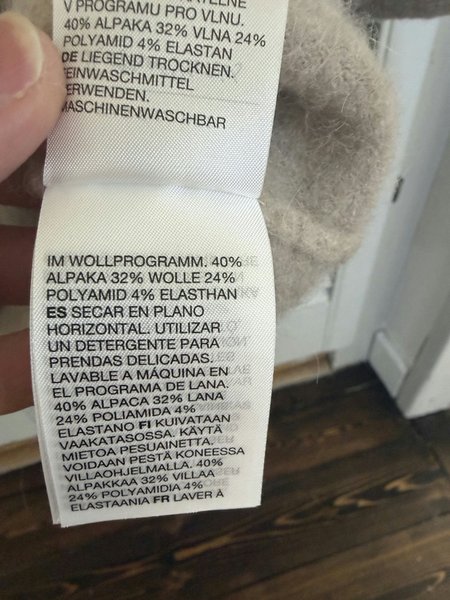 V PROGRAMU PRO VLNU.
40% ALPAKA 32% VLNA 24%
POLYAMID 4% ELASTAN
DE LIEGEND TROCKNEN.
FEINWASCHMITTEL
VERWENDEN.
MASCHINENWASCHBAR
IM WOLLPROGRAMM. 40%
ALPAKA 32% WOLLE 24%
POLYAMID 4% ELASTHAN
ES SECAR EN PLANO
HORIZONTAL. UTILIZAR
UN DETERGENTE PARA
PRENDAS DELICADAS.
LAVABLE A MÁQUINA EN
EL PROGRAMA DE LANA.
40% ALPACA 32% LANA
24% POLIAMIDA 4%
ELASTANO FI KUIVATAAN
VAAKATASOSSA. KÄYTÄ
MIETOA PESUAINETTA.
VOIDAAN PESTÄ KONEESSA
VILLAOHJELMALLA. 40%
ALPAKKAA 32% VILLAA
24% POLYAMIDIA 4%
ELASTAANIA FR LAVER À